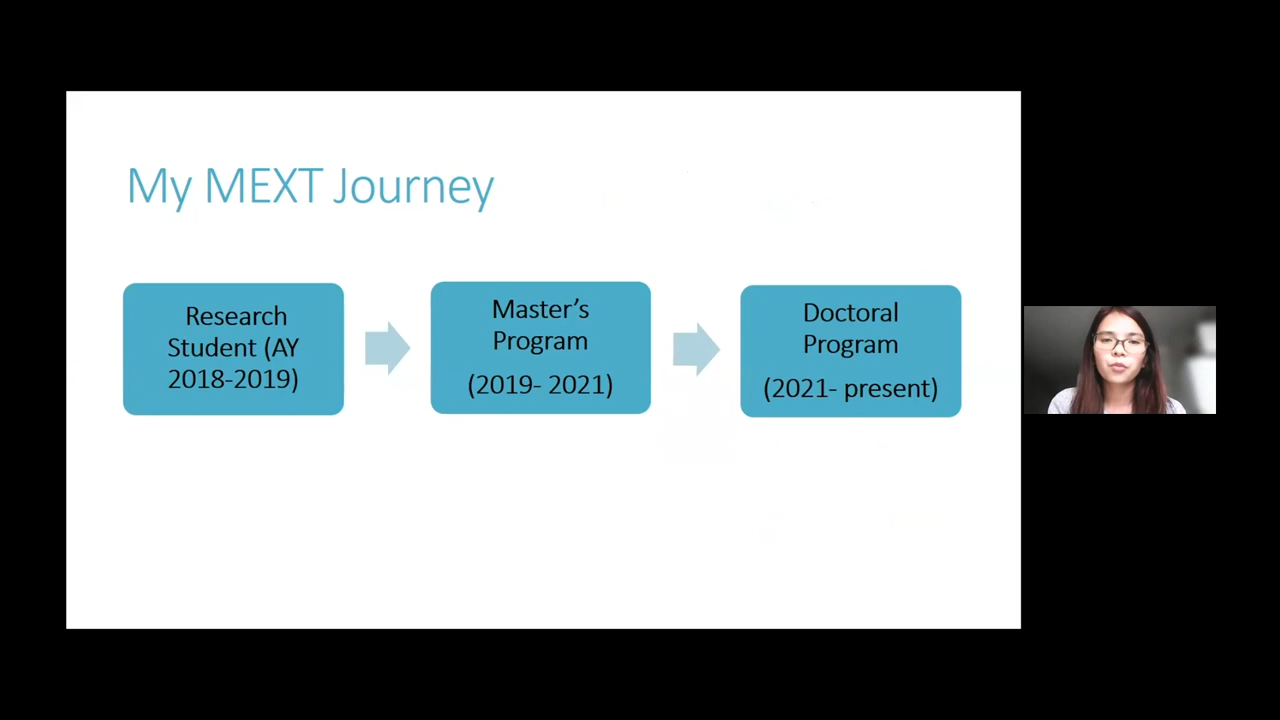 My MEXT Journey
Research
Student (AY
2018-2019)
Master’s
Program
(2019- 2021)
Doctoral
Program
(2021- present)